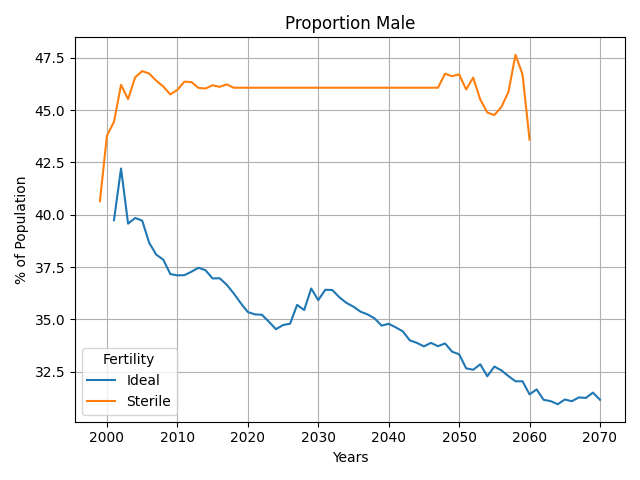 Proportion Male
% of Population
47.5
45.0
42.5
40.0
37.5
35.0
32.5
Fertility
Ideal
Sterile
2000 2010 2020 2030 2040 2050 2060 2070
Years